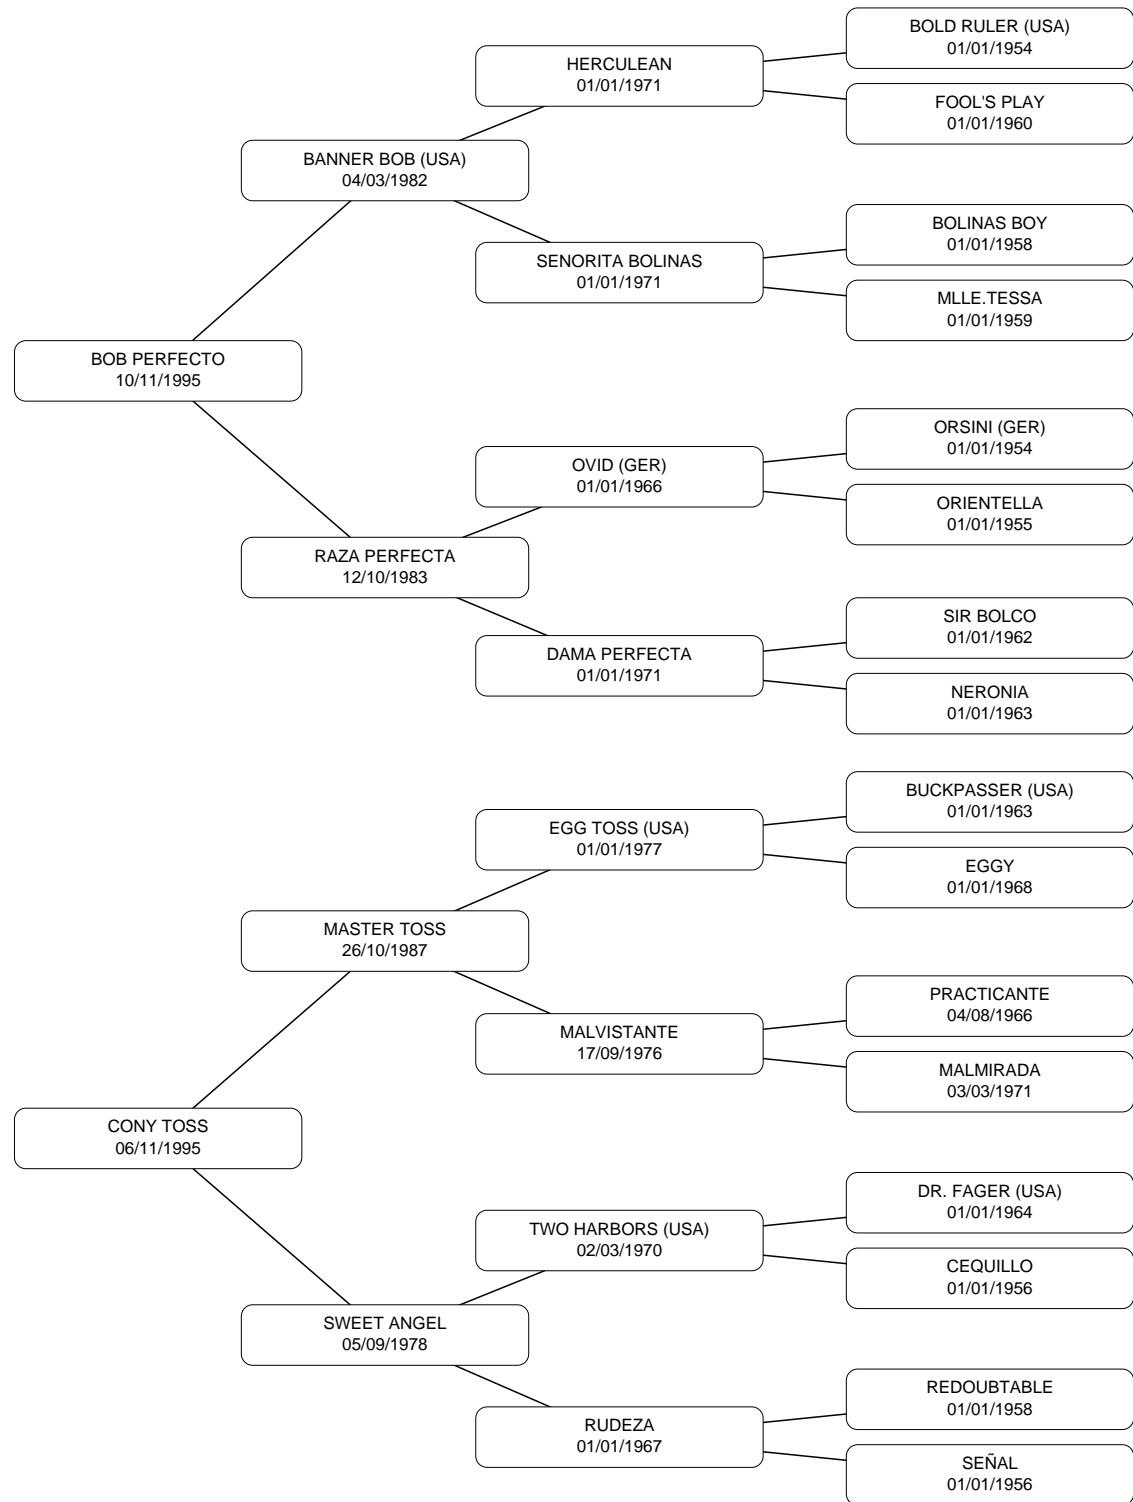 BOLD RULER (USA)
01/01/1954
HERCULEAN
01/01/1971
FOOL'S PLAY
01/01/1960
BANNER BOB (USA)
04/03/1982
BOLINAS BOY
01/01/1958
SENORITA BOLINAS
01/01/1971
MLLE.TESSA
01/01/1959
BOB PERFECTO
10/11/1995
ORSINI (GER)
01/01/1954
OVID (GER)
01/01/1966
ORIENTELLA
01/01/1955
RAZA PERFECTA
12/10/1983
SIR BOLCO
01/01/1962
DAMA PERFECTA
01/01/1971
NERONIA
01/01/1963
BUCKPASSER (USA)
01/01/1963
EGG TOSS (USA)
01/01/1977
EGGY
01/01/1968
MASTER TOSS
26/10/1987
PRACTICANTE
04/08/1966
MALVISTANTE
17/09/1976
MALMIRADA
03/03/1971
CONY TOSS
06/11/1995
DR. FAGER (USA)
01/01/1964
TWO HARBORS (USA)
02/03/1970
CEQUILLO
01/01/1956
SWEET ANGEL
05/09/1978
REDOUBTABLE
01/01/1958
RUDEZA
01/01/1967
SEÑAL
01/01/1956